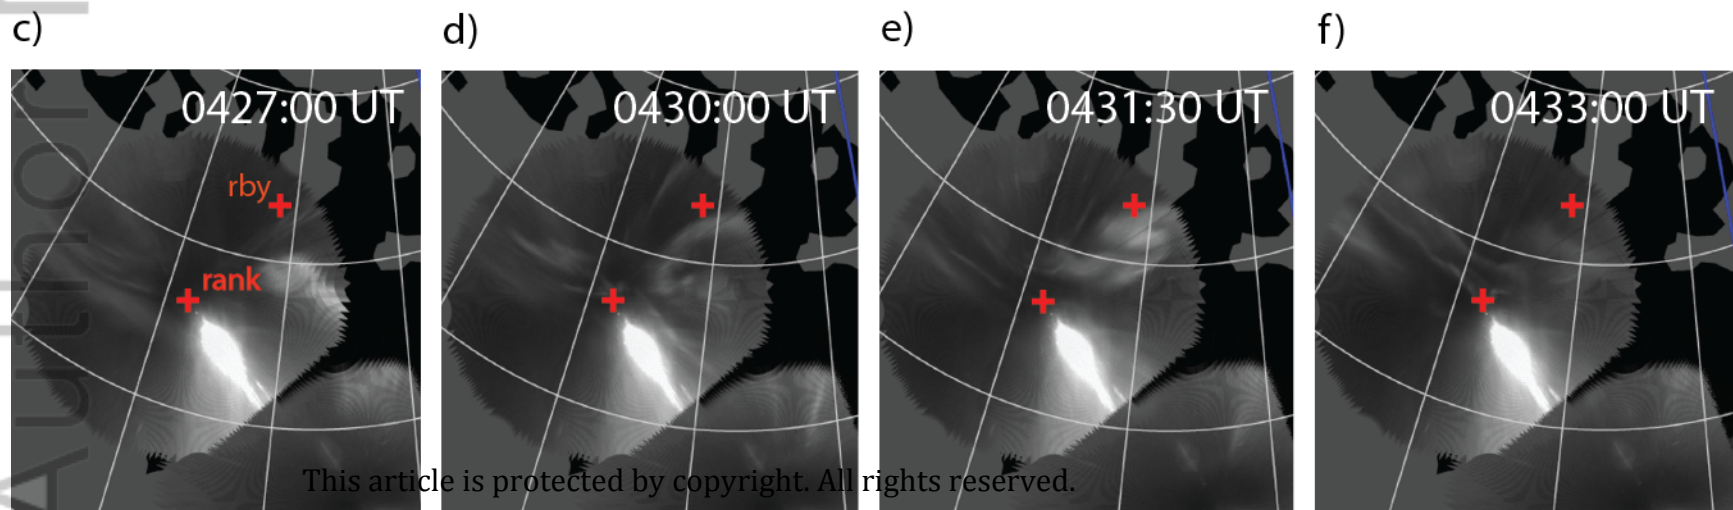 c)
d)
e)
f)
0427:00 UT
0430:00 UT
0431:30 UT
0433:00 UT
rby
rank
This article is protected by copyright. All rights reserved.
Author